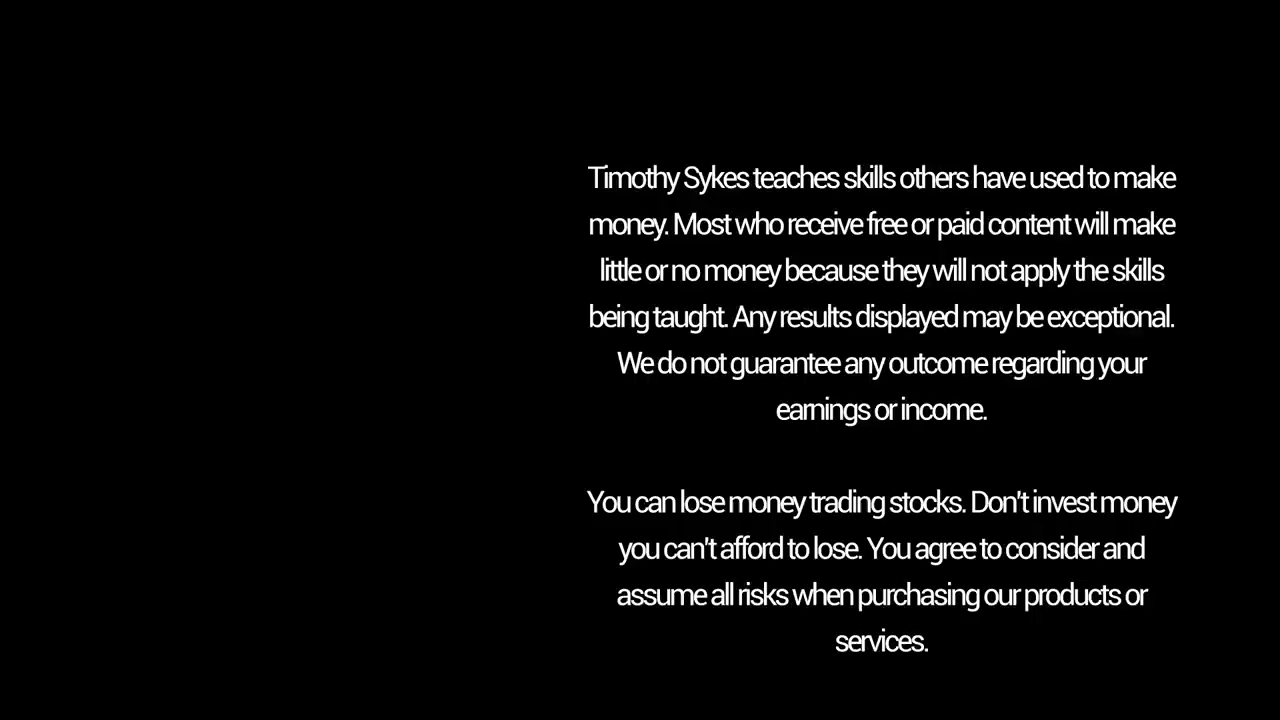 Timothy Sykes teaches skills others have used to make
money. Most who receive free or paid content will make
little or no money because they will not apply the skills
being taught. Any results displayed may be exceptional.
We do not guarantee any outcome regarding your
earnings or income.
You can lose money trading stocks. Don't invest money
you can't afford to lose. You agree to consider and
assume all risks when purchasing our products or
services.